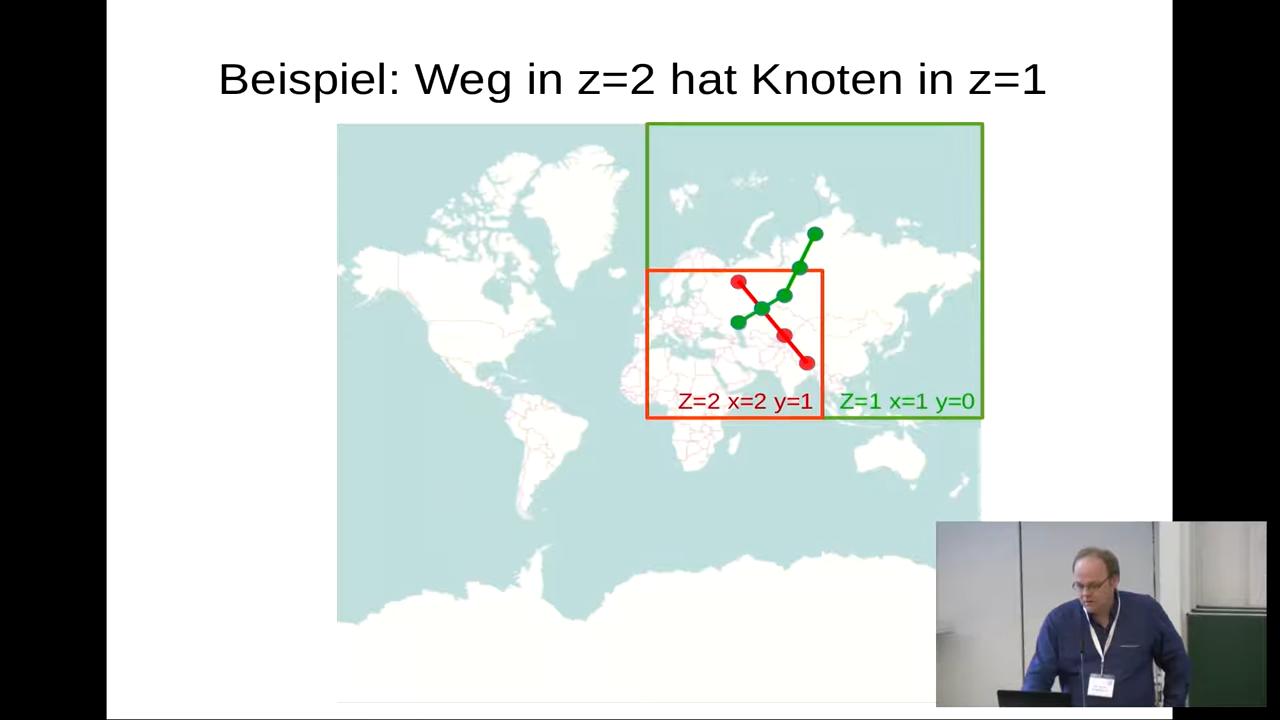 Beispiel: Weg in z=2 hat Knoten in z=1
Z=2 x=2 y=1
Z=1 x=1 y=0